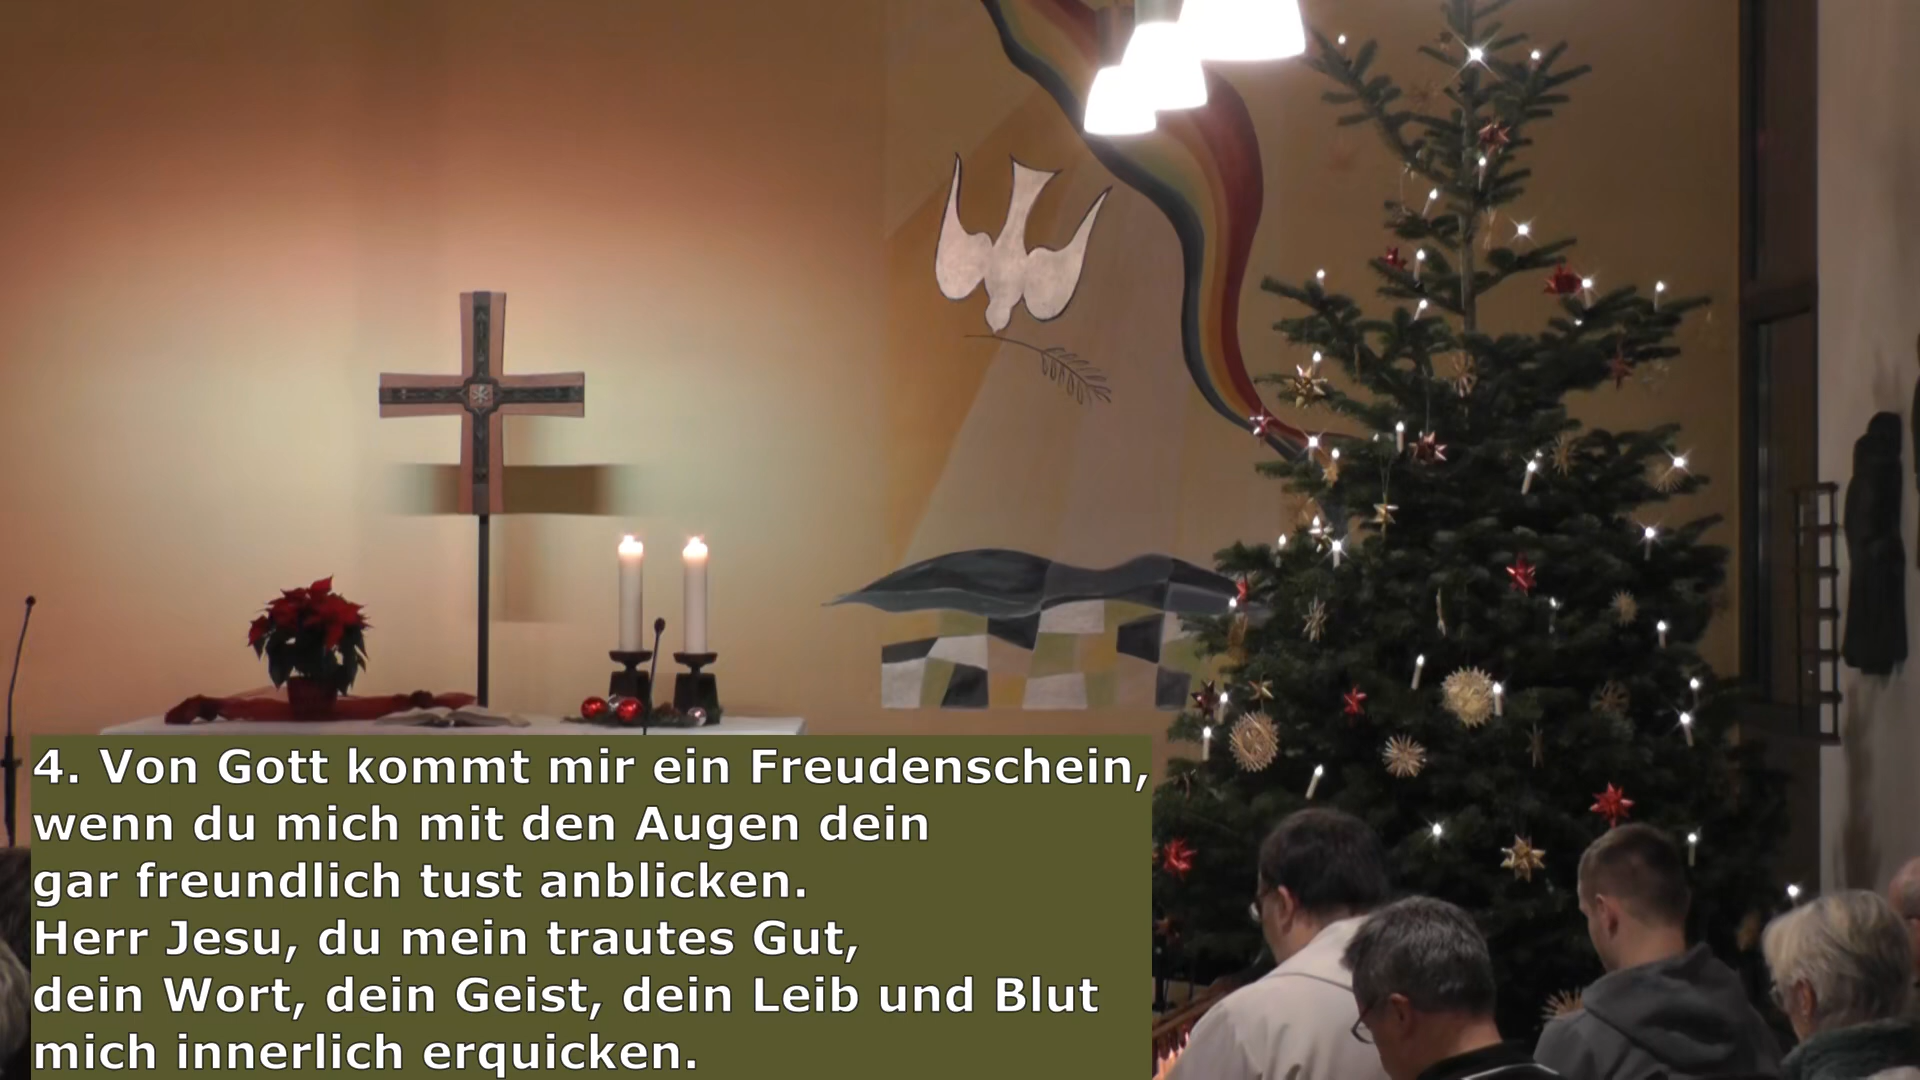 4. Von Gott kommt mir ein Freudenschein,
wenn du mich mit den Augen dein
gar freundlich tust anblicken.
Herr Jesu, du mein trautes Gut,
dein Wort, dein Geist, dein Leib und Blut
mich innerlich erquicken.